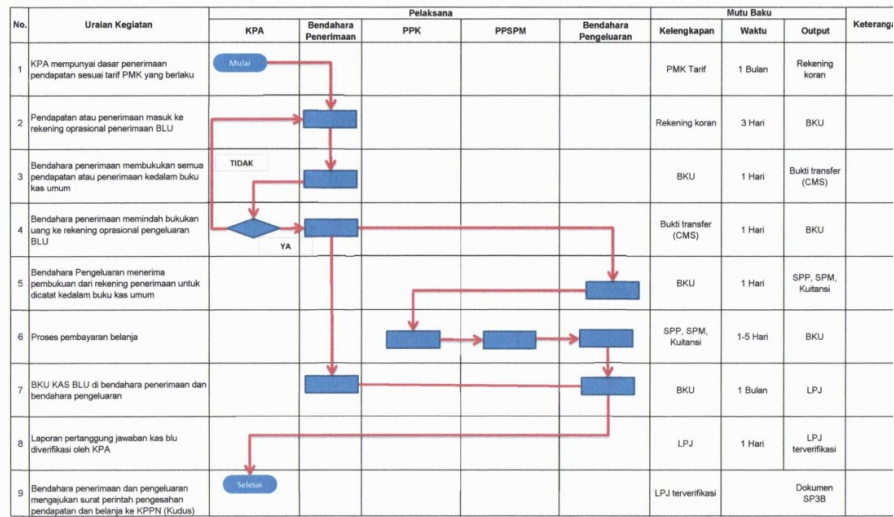 No.
Uraian Kegiatan
Pelaksana
Mutu Baku
Keteranga
KPA
Bendahara
Penerimaan
PPK
PPSPM
Bendahara
Pengeluaran
Kelengkapan
Waktu
Output
1
KPA mempunyai dasar penerimaan
pendapatan sesuai tarif PMK yang berlaku
Mulai
PMK Tarif
1 Bulan
Rekening
koran
2
Pendapatan atau penerimaan masuk ke
rekening oprasional penerimaan BLU
Rekening koran
3 Hari
BKU
3
Bendahara penerimaan membukukan semua
pendapatan atau penerimaan kedalam buku
kas umum
TIDAK
BKU
1 Hari
Bukti transfer
(CMS)
4
Bendahara penerimaan memindah bukukan
uang ke rekening oprasional pengeluaran
BLU
YA
Bukti transfer
(CMS)
1 Hari
BKU
5
Bendahara Pengeluaran menerima
pembukuan dari rekening penerimaan untuk
dicatat kedalam buku kas umum
BKU
1 Hari
SPP, SPM,
Kuitansi
6
Proses pembayaran belanja
SPP, SPM,
Kuitansi
1-5 Hari
BKU
7
BKU KAS BLU di bendahara penerimaan dan
bendahara pengeluaran
BKU
1 Bulan
LPJ
8
Laporan pertanggung jawaban kas blu
diverifikasi oleh KPA
LPJ
1 Hari
LPJ
terverifikasi
9
Bendahara penerimaan dan pengeluaran
mengajukan surat perintah pengesahan
pendapatan dan belanja ke KPPN (Kudus)
Selesai
LPJ terverifikasi
Dokumen
SP3B